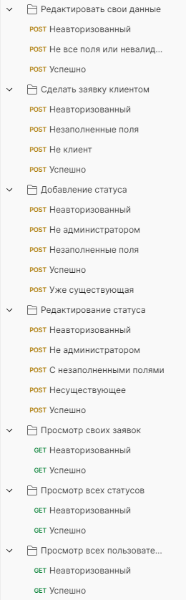 Редактировать свои данные
POST Неавторизованный
POST Не все поля или невалид...
POST Успешно
Сделать заявку клиентом
POST Неавторизованный
POST Незаполненные поля
POST Не клиент
POST Успешно
Добавление статуса
POST Неавторизованный
POST Не администратором
POST Незаполненные поля
POST Успешно
POST Уже существующая
Редактирование статуса
POST Неавторизованный
POST Не администратором
POST С незаполненными полями
POST Несуществующее
POST Успешно
Просмотр своих заявок
GET Неавторизованный
GET Успешно
Просмотр всех статусов
GET Неавторизованный
GET Успешно
Просмотр всех пользовате...
GET Неавторизованный
GET Успешно